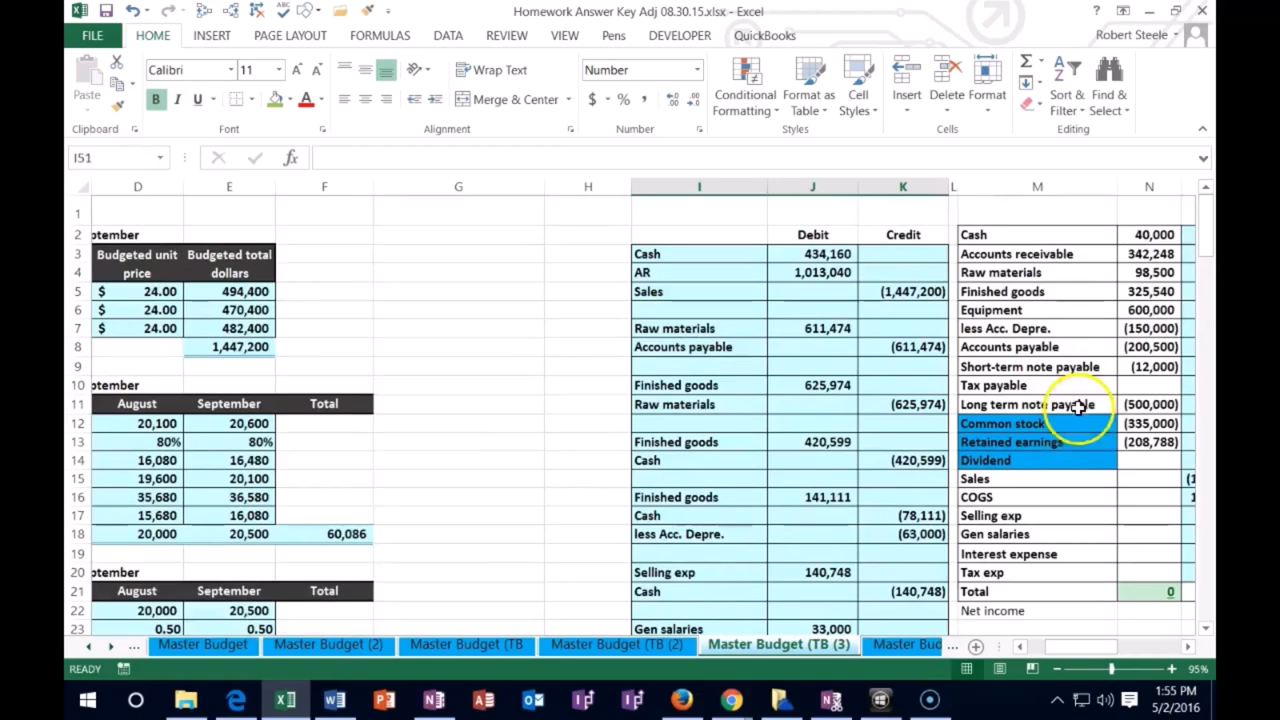 Homework Answer Key Adj 08.30.15.xlsx - Excel
FILE HOME INSERT PAGE LAYOUT FORMULAS DATA REVIEW VIEW Pens DEVELOPER QuickBooks Robert Steele
Calibri 11 Wrap Text Number
Paste B I U Merge & Center $ % Conditional Formatting Format as Table Cell Styles Insert Delete Format Sort & Filter Find & Select
Clipboard Font Alignment Number Styles Cells Editing
I51 fx
D E F G H I J K L M N
1
2 ptember Debit Credit Cash 40,000
3 Budgeted unit Budgeted total Cash 434,160 Accounts receivable 342,248
4 price dollars AR 1,013,040 Raw materials 98,500
5 $ 24.00 494,400 Sales (1,447,200) Finished goods 325,540
6 $ 24.00 470,400 Equipment 600,000
7 $ 24.00 482,400 Raw materials 611,474 less Acc. Depre. (150,000)
8 1,447,200 Accounts payable (611,474) Accounts payable (200,500)
9 Short-term note payable (12,000)
10 ptember Finished goods 625,974 Tax payable
11 August September Total Raw materials (625,974) Long term note payable (500,000)
12 20,100 20,600 Common stock (335,000)
13 80% 80% Finished goods 420,599 Retained earnings (208,788)
14 16,080 16,480 Cash (420,599) Dividend
15 19,600 20,100 Sales (1
16 35,680 36,580 Finished goods 141,111 COGS 1
17 15,680 16,080 Cash (78,111) Selling exp
18 20,000 20,500 60,086 less Acc. Depre. (63,000) Gen salaries
19 Interest expense
20 ptember Selling exp 140,748 Tax exp
21 August September Total Cash (140,748) Total 0
22 20,000 20,500 Net income
23 0.50 0.50 Gen salaries 33,000
... Master Budget Master Budget (2) Master Budget (TB Master Budget (TB (2) Master Budget (TB (3) Master Bud ...
READY 95%
1:55 PM
5/2/2016